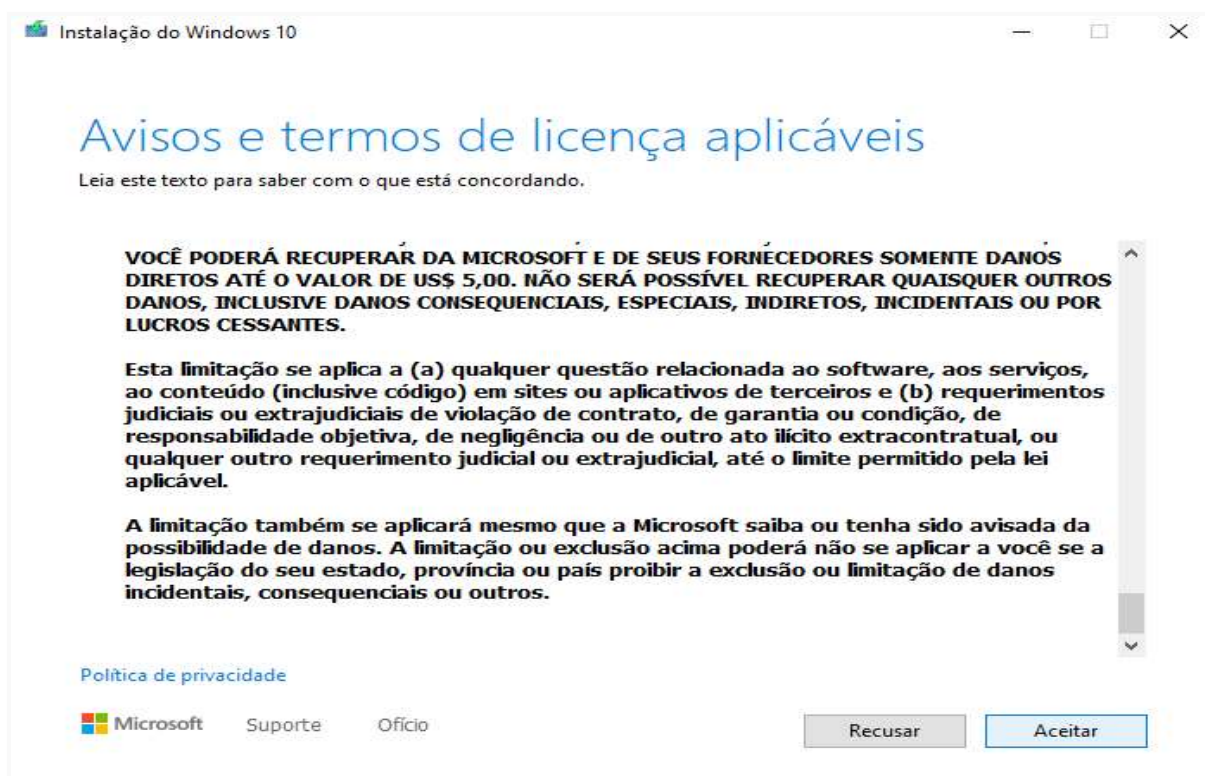 Instalação do Windows 10
Avisos e termos de licença aplicáveis
Leia este texto para saber com o que está concordando.
VOCÊ PODERÁ RECUPERAR DA MICROSOFT E DE SEUS FORNECEDORES SOMENTE DANOS
DIRETOS ATÉ O VALOR DE US$ 5,00. NÃO SERÁ POSSÍVEL RECUPERAR QUAISQUER OUTROS
DANOS, INCLUSIVE DANOS CONSEQUENCIAIS, ESPECIAIS, INDIRETOS, INCIDENTAIS OU POR
LUCROS CESSANTES.
Esta limitação se aplica a (a) qualquer questão relacionada ao software, aos serviços,
ao conteúdo (inclusive código) em sites ou aplicativos de terceiros e (b) requerimentos
judiciais ou extrajudiciais de violação de contrato, de garantia ou condição, de
responsabilidade objetiva, de negligência ou de outro ato ilícito extracontratual, ou
qualquer outro requerimento judicial ou extrajudicial, até o limite permitido pela lei
aplicável.
A limitação também se aplicará mesmo que a Microsoft saiba ou tenha sido avisada da
possibilidade de danos. A limitação ou exclusão acima poderá não se aplicar a você se a
legislação do seu estado, província ou país proibir a exclusão ou limitação de danos
incidentais, consequenciais ou outros.
Política de privacidade
Microsoft Suporte Ofício Recusar Aceitar